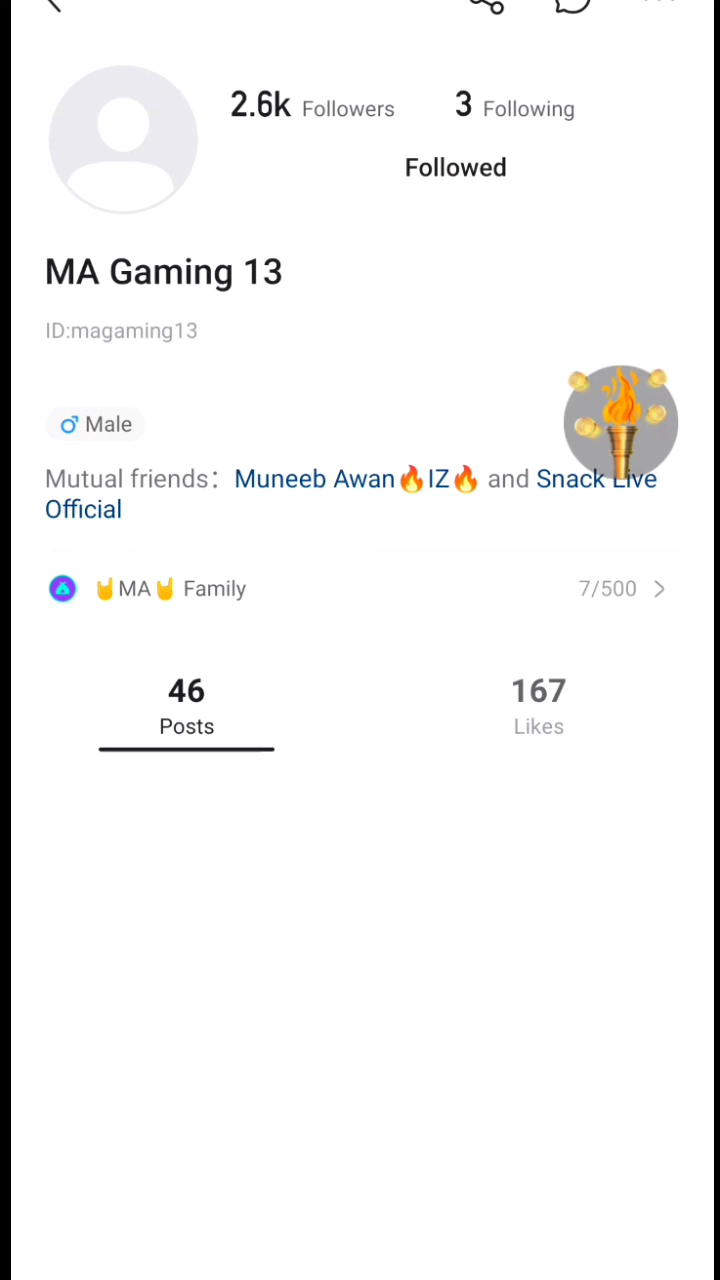 2.6k Followers 3 Following
Followed
MA Gaming 13
ID:magaming13
Male
Mutual friends: Muneeb Awan🔥IZ🔥 and Snack Live
Official
🤘MA🤘 Family 7/500
46 167
Posts Likes